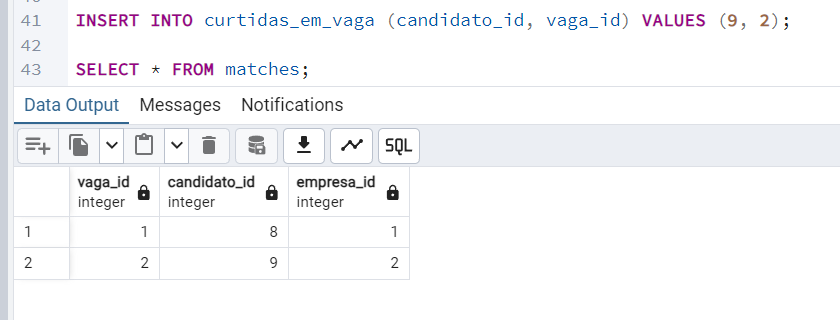 41 INSERT INTO curtidas_em_vaga (candidato_id, vaga_id) VALUES (9, 2);
42
43 SELECT * FROM matches;
Data Output Messages Notifications
SQL
vaga_id candidato_id empresa_id
integer integer integer
1 1 8 1
2 2 9 2